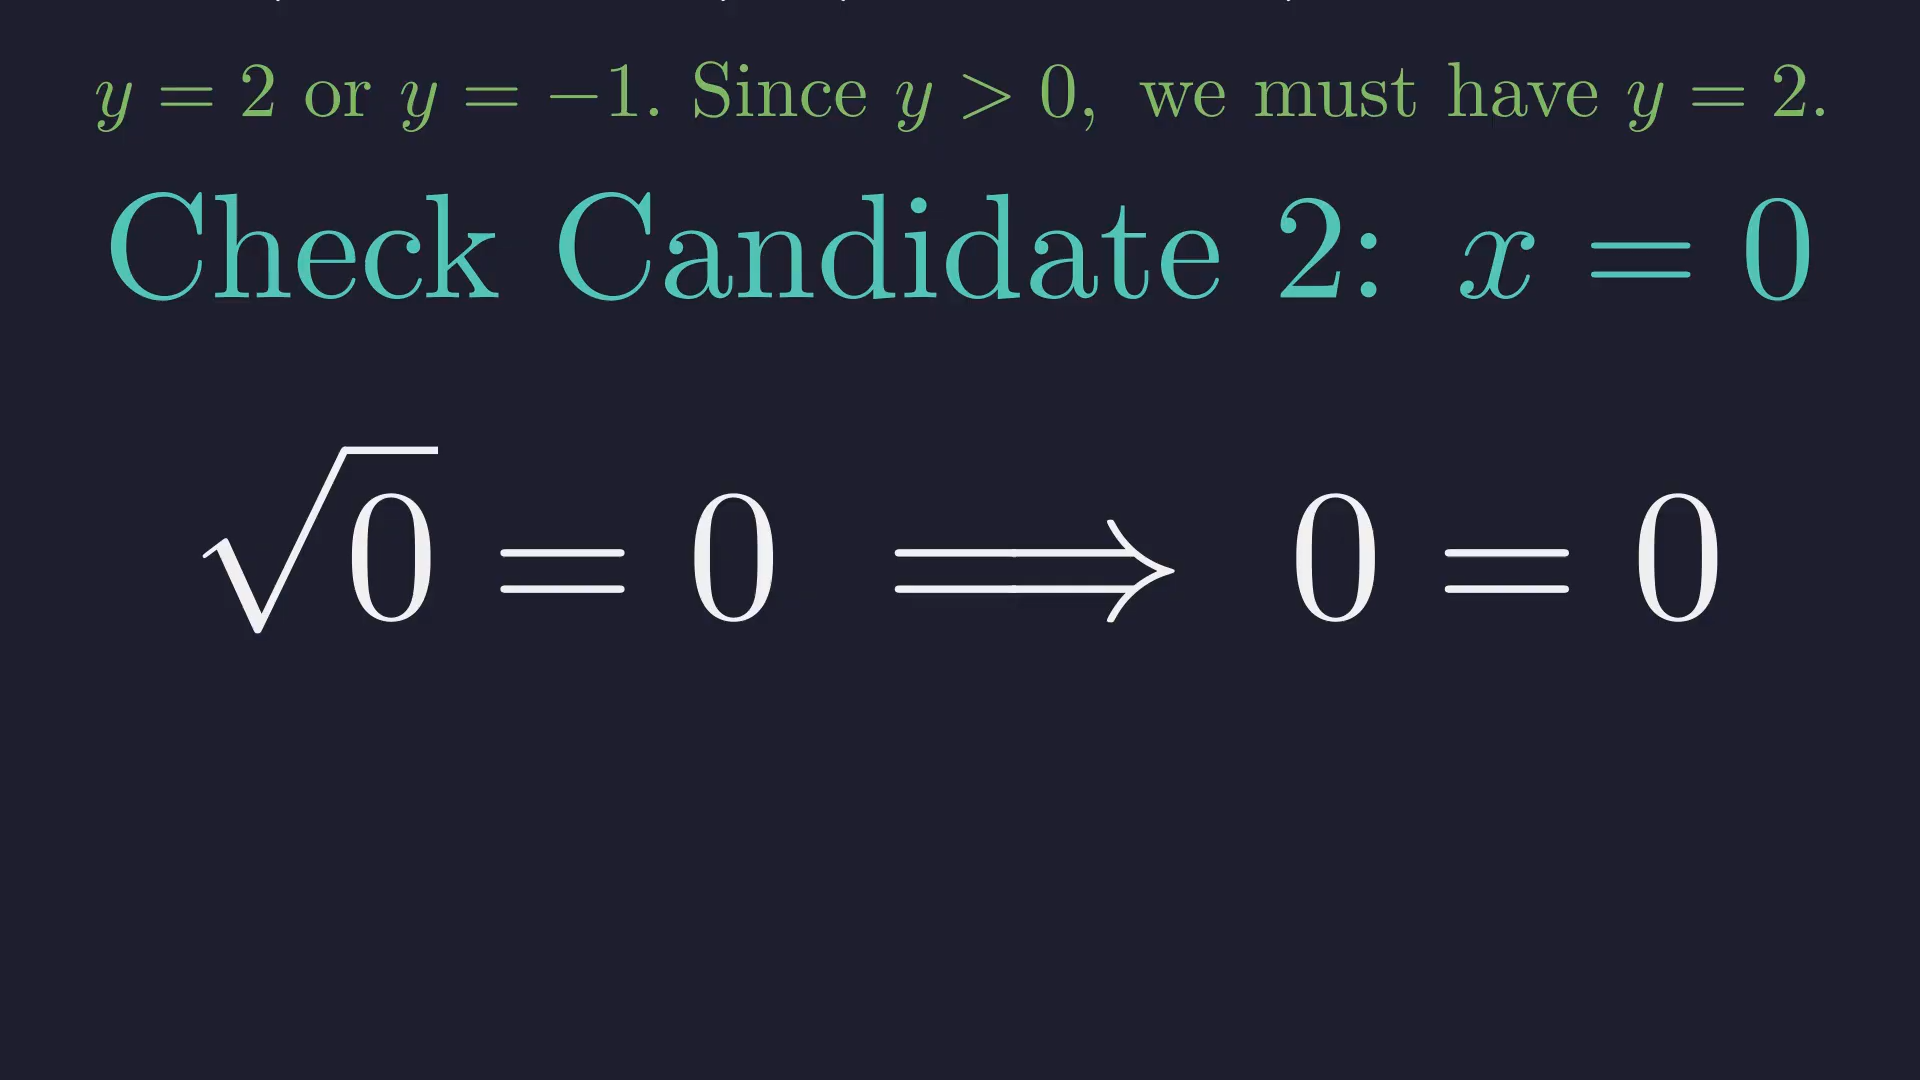 y = 2 or y = −1. Since y > 0, we must have y = 2.
Check Candidate 2: x = 0
√0 = 0 ⟹ 0 = 0